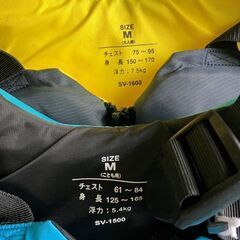 SIZE
M
(大人用)
チェスト 75 ~ 95
身 長 150 ~ 170
浮力：7.5kg
SV-1600
SIZE
M
(こども用)
チェスト 61 ~ 84
身 長 125 ~ 165
浮力：5.4kg
SV-1500